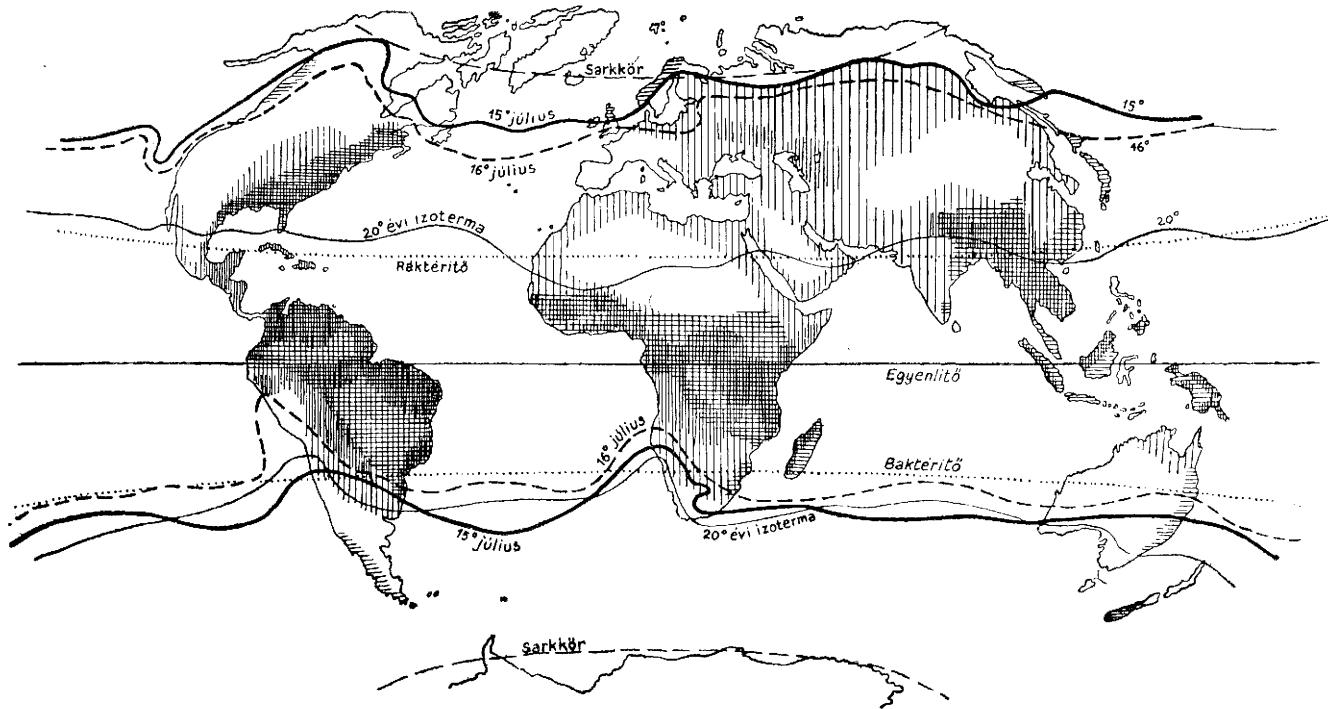 Sarkkör
15° július
15°
16°
16° július
20° évi izoterma
20°
Ráktérítő
Egyenlítő
16° július
Baktérítő
15° július
20° évi izoterma
Sarkkör